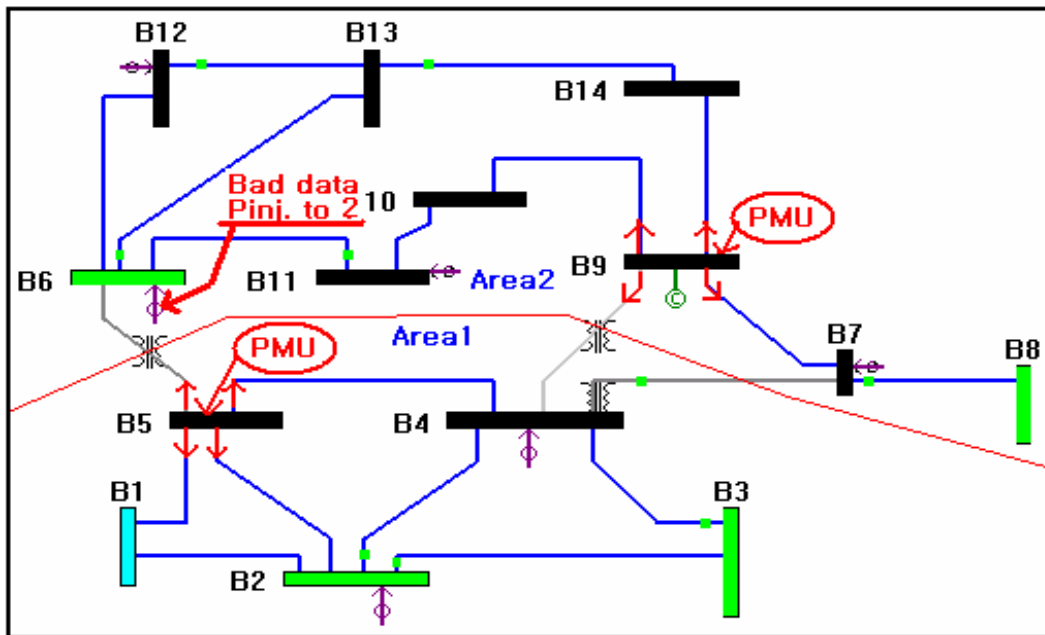 B12
B13
B14
Bad data
Pinj. to 2
10
PMU
B6
B11
Area2
B9
C
Area1
PMU
B7
B8
B5
B4
B1
B3
B2